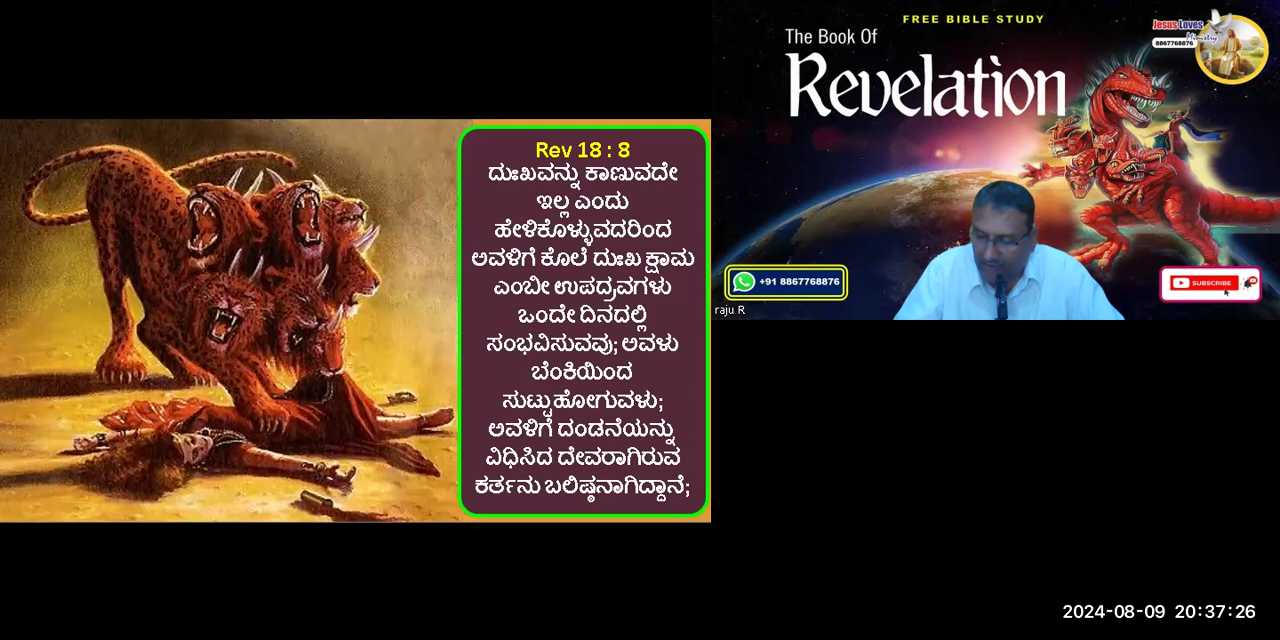 Rev 18 : 8
ದುಃಖವನ್ನು ಕಾಣುವದೇ
ಇಲ್ಲ ಎಂದು
ಹೇಳಿಕೊಳ್ಳುವದರಿಂದ
ಅವಳಿಗೆ ಕೊಲೆ ದುಃಖ ಕ್ಷಾಮ
ಎಂಬೀ ಉಪದ್ರವಗಳು
ಒಂದೇ ದಿನದಲ್ಲಿ
ಸಂಭವಿಸುವವು; ಅವಳು
ಬೆಂಕಿಯಿಂದ
ಸುಟ್ಟುಹೋಗುವಳು;
ಅವಳಿಗೆ ದಂಡನೆಯನ್ನು
ವಿಧಿಸಿದ ದೇವರಾಗಿರುವ
ಕರ್ತನು ಬಲಿಷ್ಠನಾಗಿದ್ದಾನೆ;
FREE BIBLE STUDY
The Book Of
Revelation
Jesus Loves
Ministry
8867768876
+91 8867768876
SUBSCRIBE
raju R
2024-08-09 20:37:26